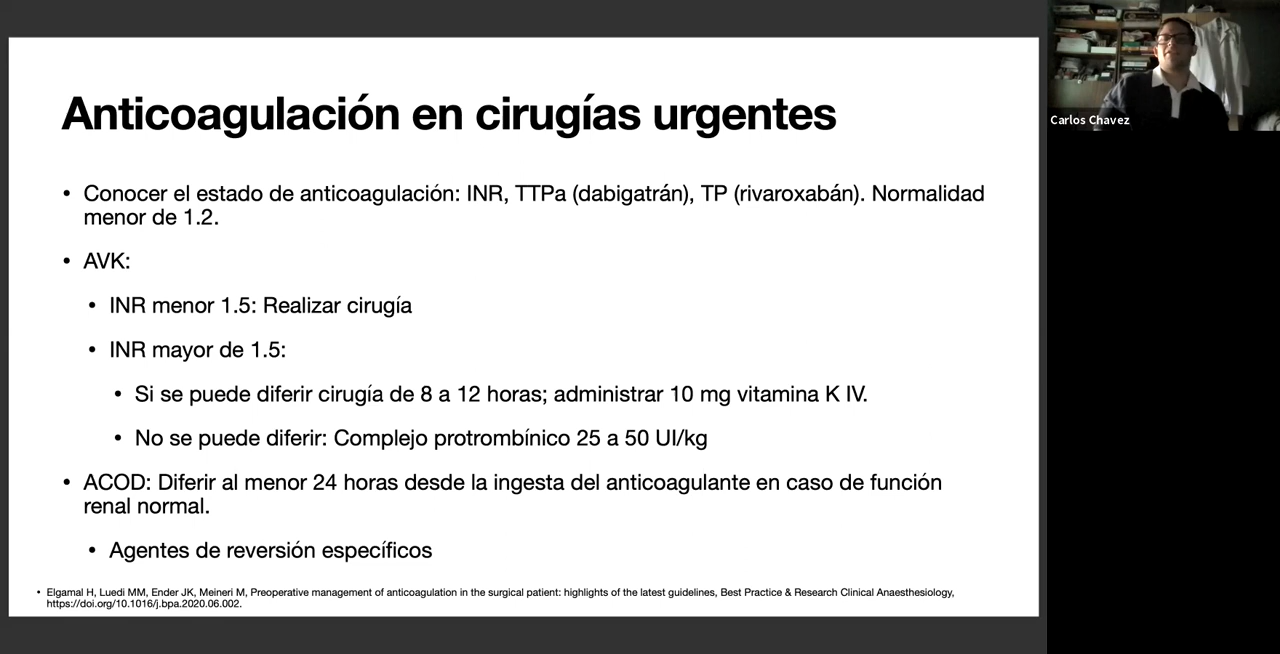 Anticoagulación en cirugías urgentes
• Conocer el estado de anticoagulación: INR, TTPa (dabigatrán), TP (rivaroxabán). Normalidad
menor de 1.2.
• AVK:
• INR menor 1.5: Realizar cirugía
• INR mayor de 1.5:
• Si se puede diferir cirugía de 8 a 12 horas; administrar 10 mg vitamina K IV.
• No se puede diferir: Complejo protrombínico 25 a 50 UI/kg
• ACOD: Diferir al menor 24 horas desde la ingesta del anticoagulante en caso de función
renal normal.
• Agentes de reversión específicos
• Elgamal H, Luedi MM, Ender JK, Meineri M, Preoperative management of anticoagulation in the surgical patient: highlights of the latest guidelines, Best Practice & Research Clinical Anaesthesiology,
https://doi.org/10.1016/j.bpa.2020.06.002.
Carlos Chavez